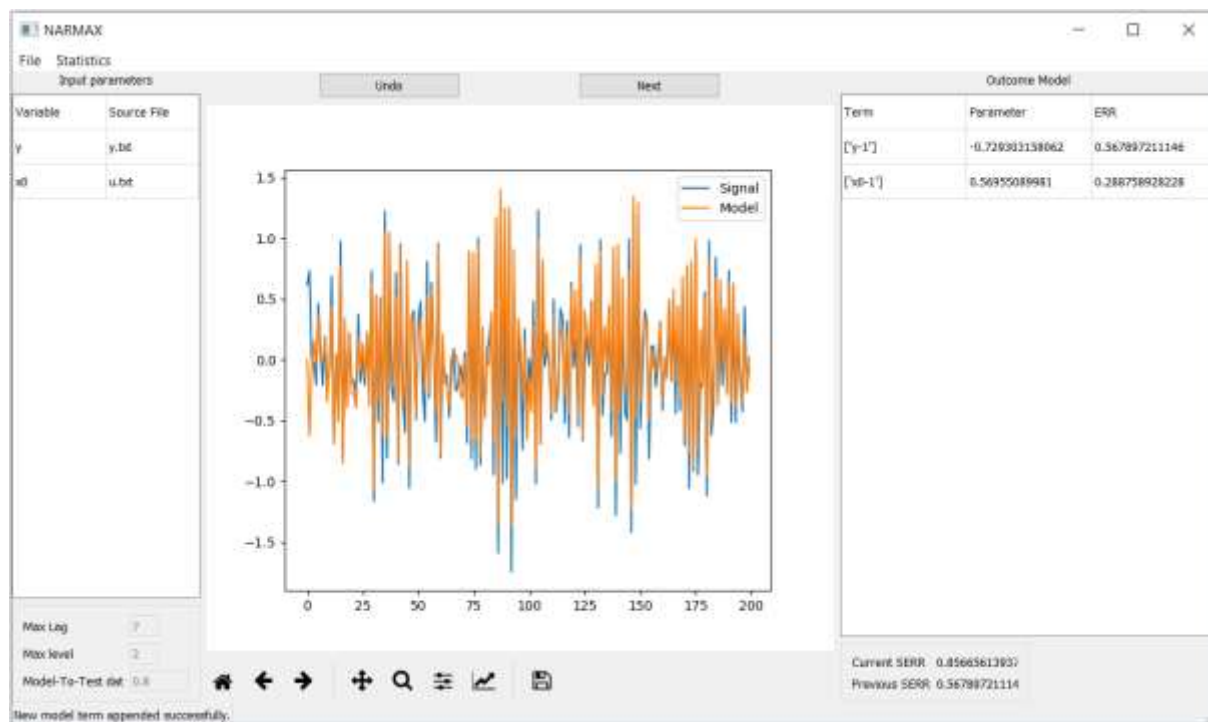 NARMAX
File Statistics
Input parameters
Undo
Next
Outcome Model
Variable Source File
y y.txt
x0 u.txt
Term Parameter ERR
['y-1'] -0.729303158062 0.567897211146
['x0-1'] 0.56955089981 0.288758928228
Signal
Model
1.5
1.0
0.5
0.0
−0.5
−1.0
−1.5
0 25 50 75 100 125 150 175 200
Max Lag
Max level 2
Model-To-Test dat 0.8
Current SERR 0.85665613937
Previous SERR 0.56789721114
New model term appended successfully.